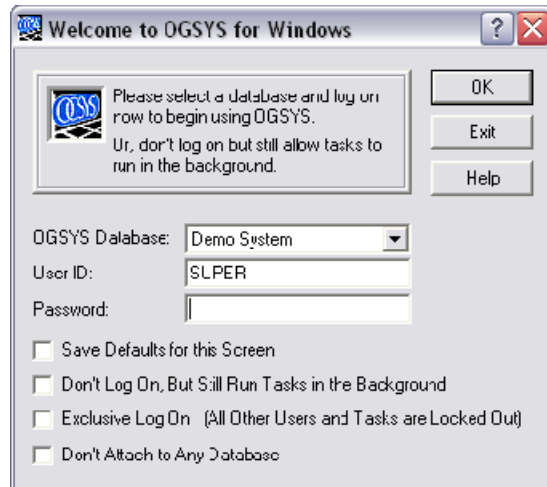 Welcome to OGSYS for Windows
Please select a database and log on
now to begin using OGSYS.
Or, don't log on but still allow tasks to
run in the background.
OK
Exit
Help
OGSYS Database: Demo System
User ID: SUPER
Password:
Save Defaults for this Screen
Don't Log On, But Still Run Tasks in the Background
Exclusive Log On (All Other Users and Tasks are Locked Out)
Don't Attach to Any Database